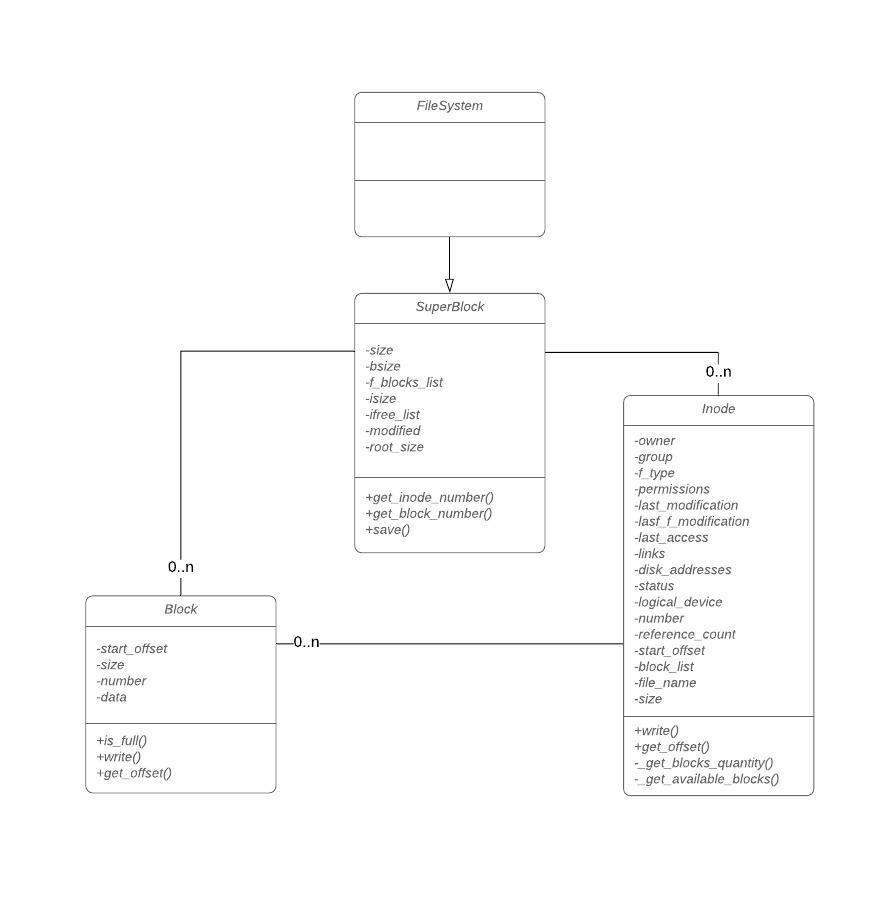 FileSystem
SuperBlock
-size
-bsize
-f_blocks_list
-isize
-ifree_list
-modified
-root_size
+get_inode_number()
+get_block_number()
+save()
0..n
Inode
-owner
-group
-f_type
-permissions
-last_modification
-lasf_f_modification
-last_access
-links
-disk_addresses
-status
-logical_device
-number
-reference_count
-start_offset
-block_list
-file_name
-size
+write()
+get_offset()
-_get_blocks_quantity()
-_get_available_blocks()
0..n
Block
-start_offset
-size
-number
-data
+is_full()
+write()
+get_offset()
0..n